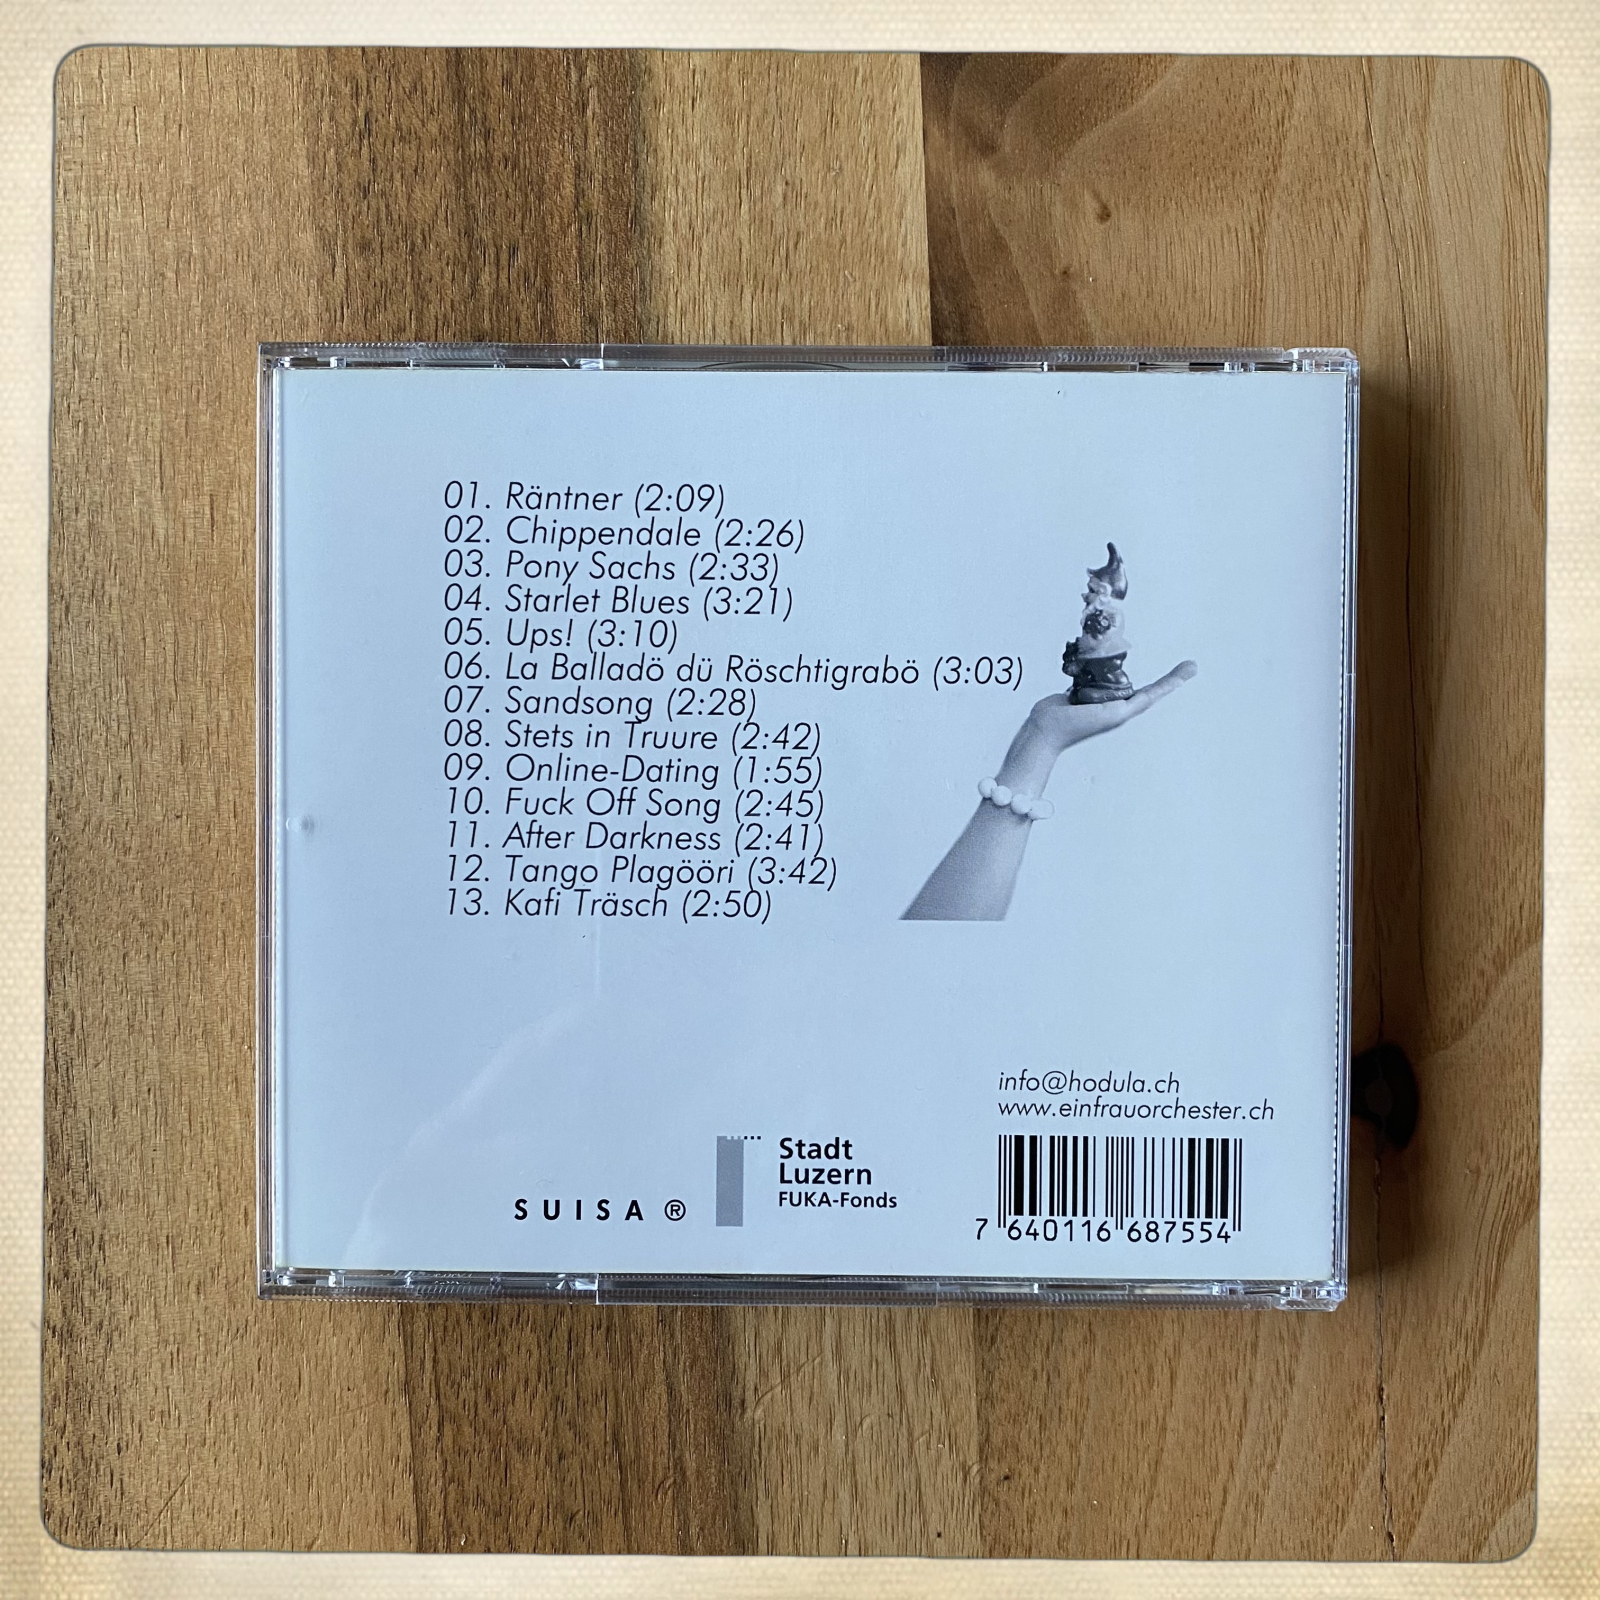 01. Räntner (2:09)
02. Chippendale (2:26)
03. Pony Sachs (2:33)
04. Starlet Blues (3:21)
05. Ups! (3:10)
06. La Balladö dü Röschtigrabö (3:03)
07. Sandsong (2:28)
08. Stets in Truure (2:42)
09. Online-Dating (1:55)
10. Fuck Off Song (2:45)
11. After Darkness (2:41)
12. Tango Plagööri (3:42)
13. Kafi Träsch (2:50)
info@hodula.ch
www.einfrauorchester.ch
SUISA ®
Stadt
Luzern
FUKA-Fonds
7 640116 687554